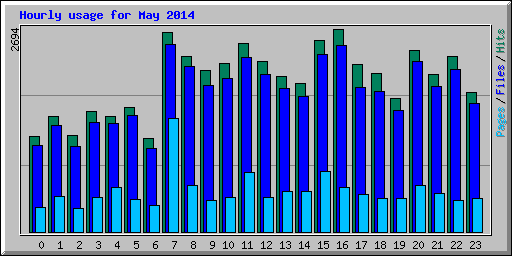 Hourly usage for May 2014
2694
Pages/Files/Hits
0 1 2 3 4 5 6 7 8 9 10 11 12 13 14 15 16 17 18 19 20 21 22 23